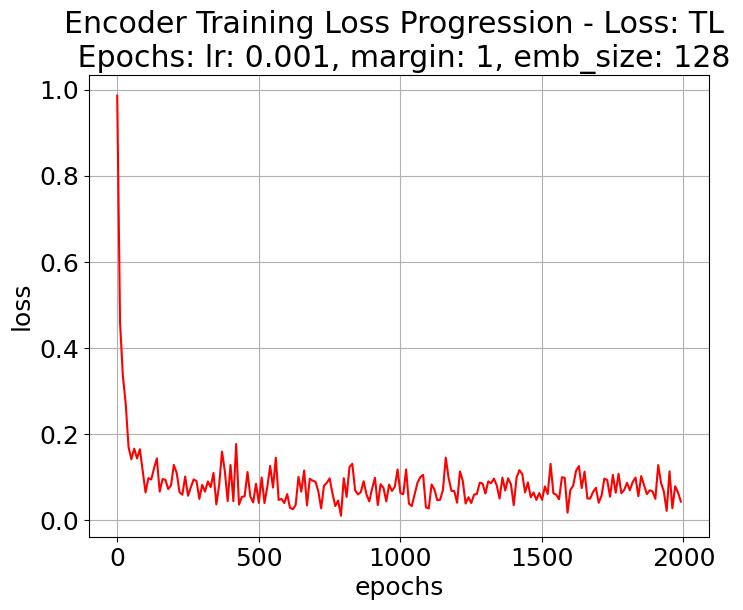 Encoder Training Loss Progression - Loss: TL
Epochs: lr: 0.001, margin: 1, emb_size: 128
1.0
0.8
0.6
0.4
0.2
0.0
loss
0 500 1000 1500 2000
epochs